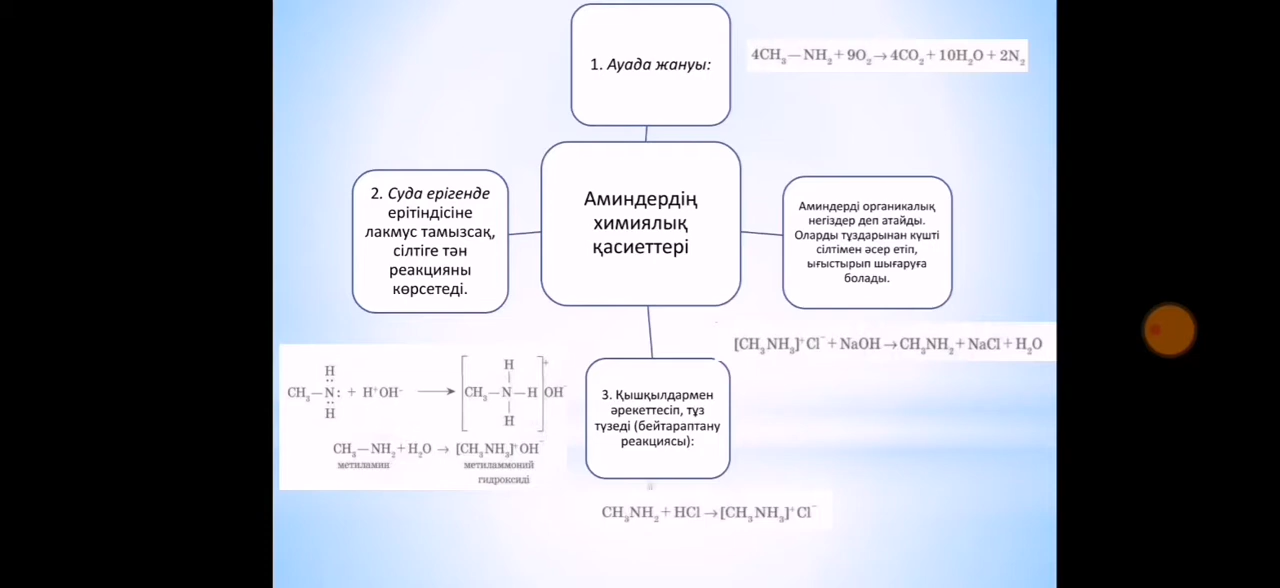 1. Ауада жануы:
4CH₃—NH₂+9O₂→4CO₂+10H₂O+2N₂
Аминдердің
химиялық
қасиеттері
2. Суда ерігенде
ерітіндісіне
лакмус тамызсақ,
сілтіге тән
реакцияны
көрсетеді.
Аминдерді органикалық
негіздер деп атайды.
Оларды тұздарынан күшті
сілтімен әсер етіп,
ығыстырып шығаруға
болады.
[CH₃NH₃]⁺Cl⁻+NaOH→CH₃NH₂+NaCl+H₂O
H
CH₃—N: + H⁺OH⁻
H
H
CH₃—N—H OH⁻
H
+
CH₃—NH₂+H₂O → [CH₃NH₃]⁺OH⁻
метиламин метиламмоний
гидроксиді
3. Қышқылдармен
әрекеттесіп, тұз
түзеді (бейтараптану
реакциясы):
CH₃NH₂+HCl→[CH₃NH₃]⁺Cl⁻